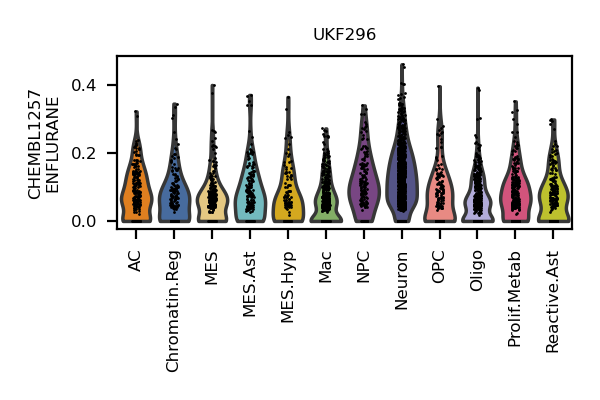 UKF296
CHEMBL1257
ENFLURANE
0.4
0.2
0.0
AC
Chromatin.Reg
MES
MES.Ast
MES.Hyp
Mac
NPC
Neuron
OPC
Oligo
Prolif.Metab
Reactive.Ast